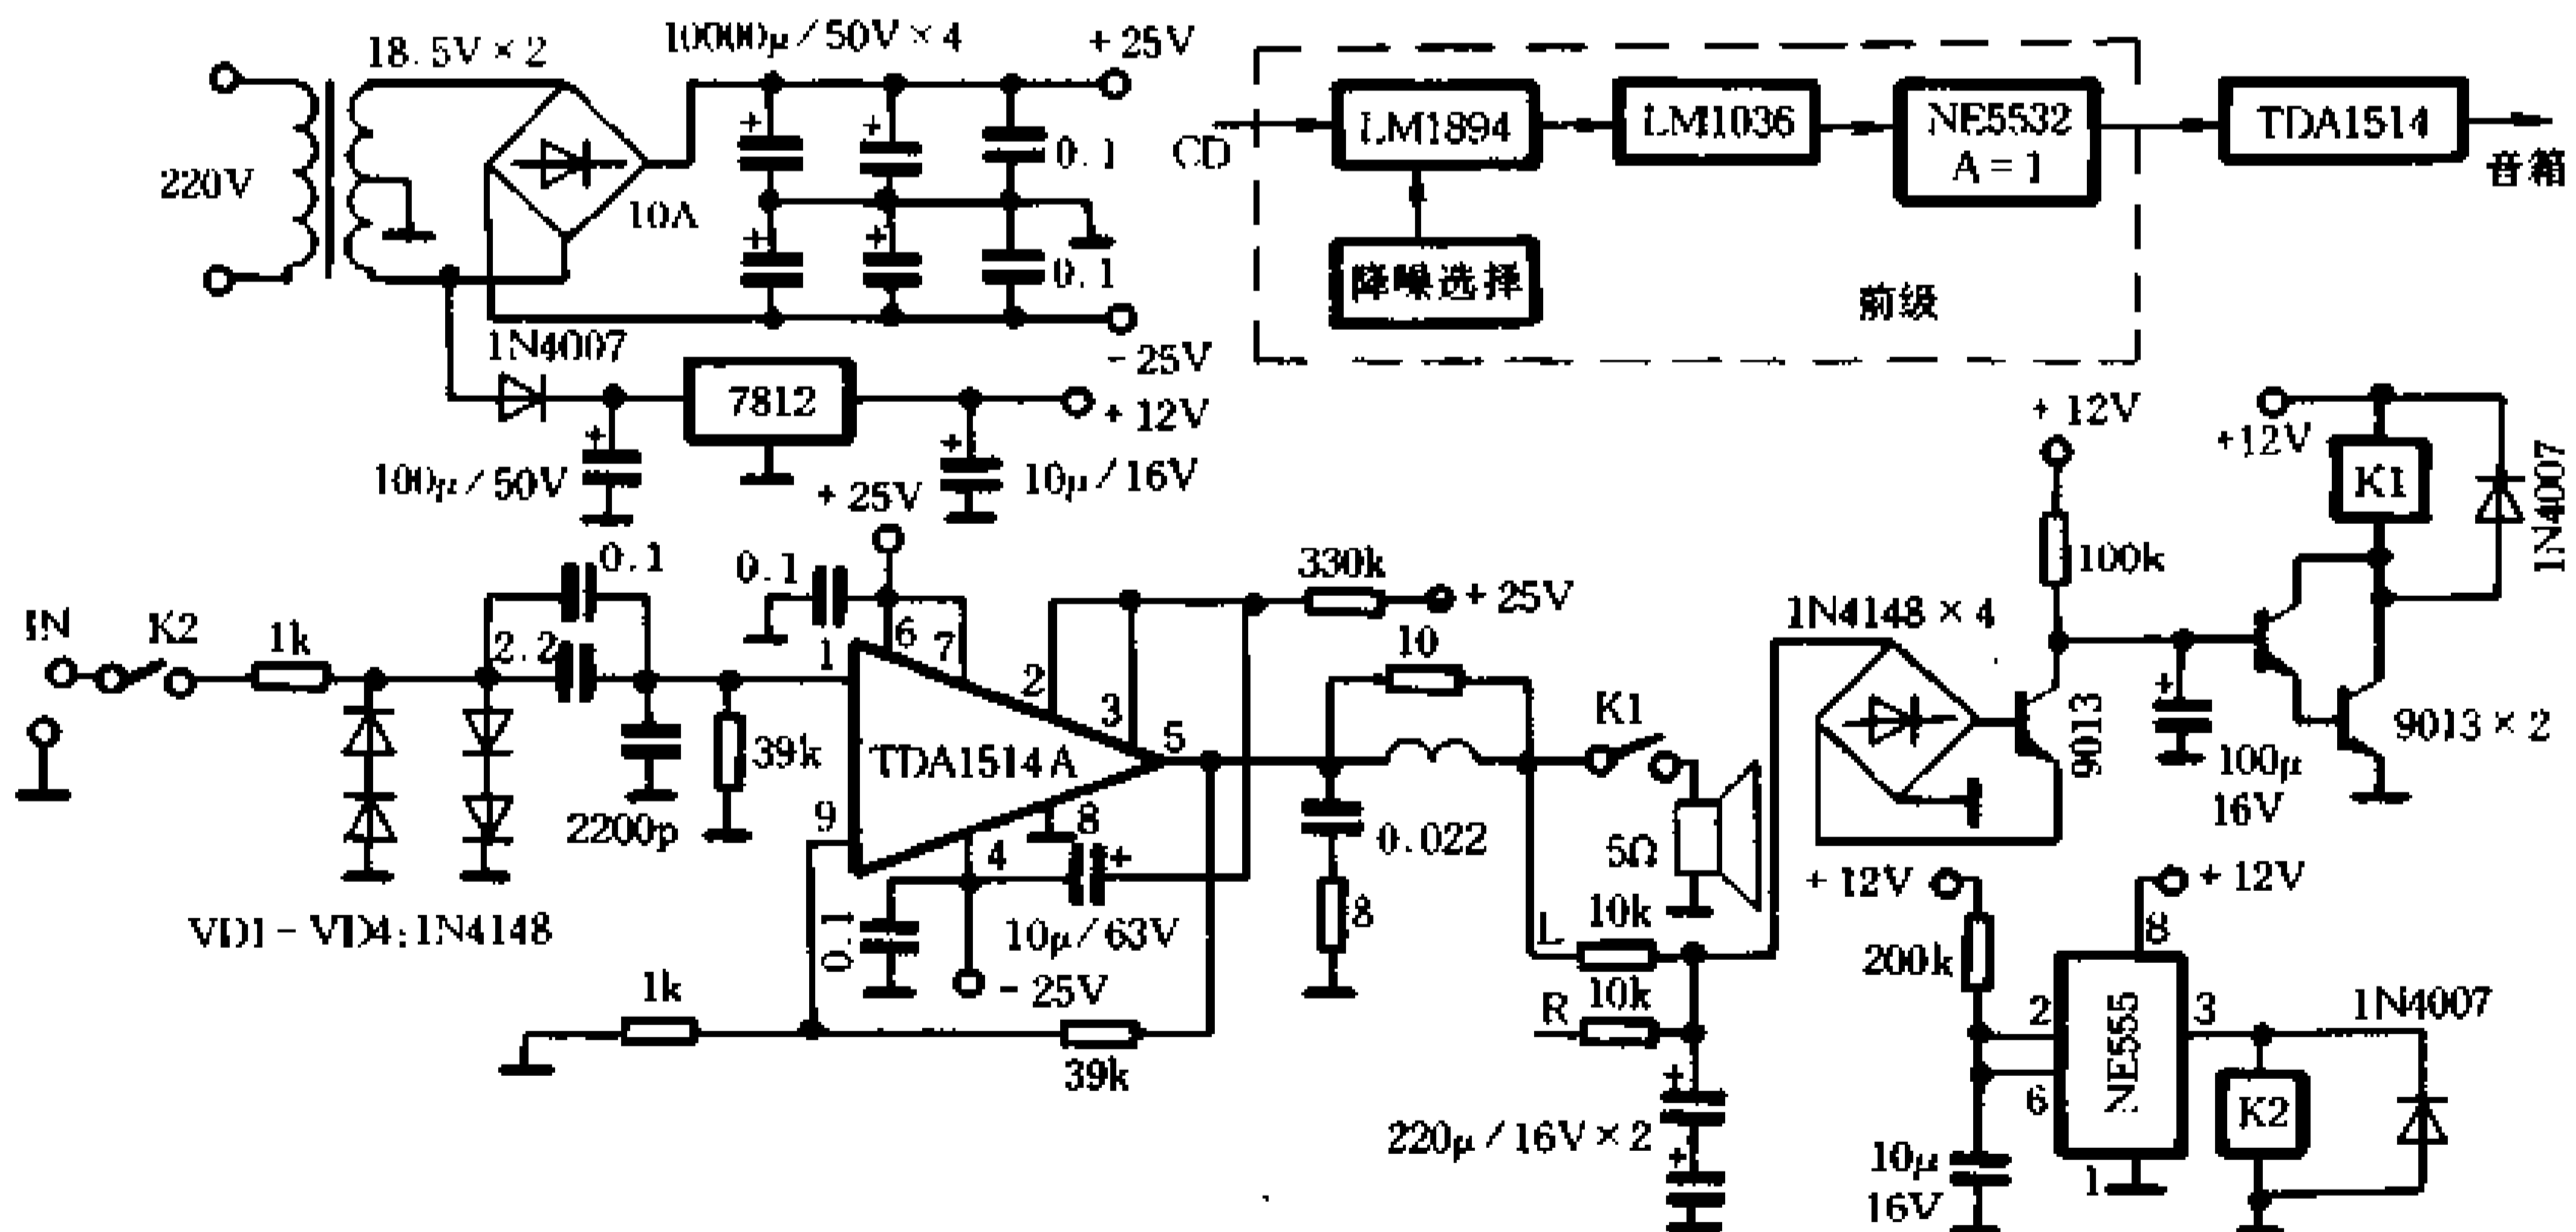 18.5V×2
10000μ/50V×4
+25V
220V
10A
0.1
0.1
-25V
CD
LM1894
LM1036
NE5532
A=1
TDA1514
音箱
降噪选择
前级
1N4007
7812
+12V
100μ/50V
10μ/16V
+12V
+12V
K1
1N4007
100k
IN
K2
1k
0.1
2.2
2200p
39k
VD1-VD4:1N4148
0.1
+25V
1
6
7
2
3
5
9
4
8
TDA1514A
330k
+25V
0.1
10μ/63V
-25V
1k
39k
10
0.022
8
K1
5Ω
L
10k
R
10k
220μ/16V×2
1N4148×4
9013
100μ
16V
9013×2
+12V
200k
10μ
16V
+12V
8
2
6
NE555
3
1
K2
1N4007